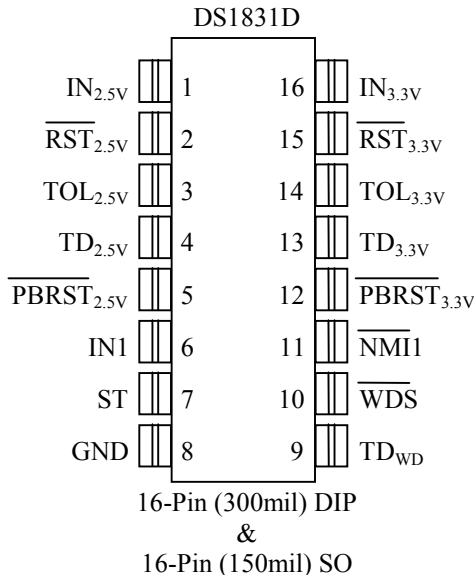 DS1831D
IN2.5V 1 16 IN3.3V
RST2.5V 2 15 RST3.3V
TOL2.5V 3 14 TOL3.3V
TD2.5V 4 13 TD3.3V
PBRST2.5V 5 12 PBRST3.3V
IN1 6 11 NMI1
ST 7 10 WDS
GND 8 9 TDWD
16-Pin (300mil) DIP
&
16-Pin (150mil) SO